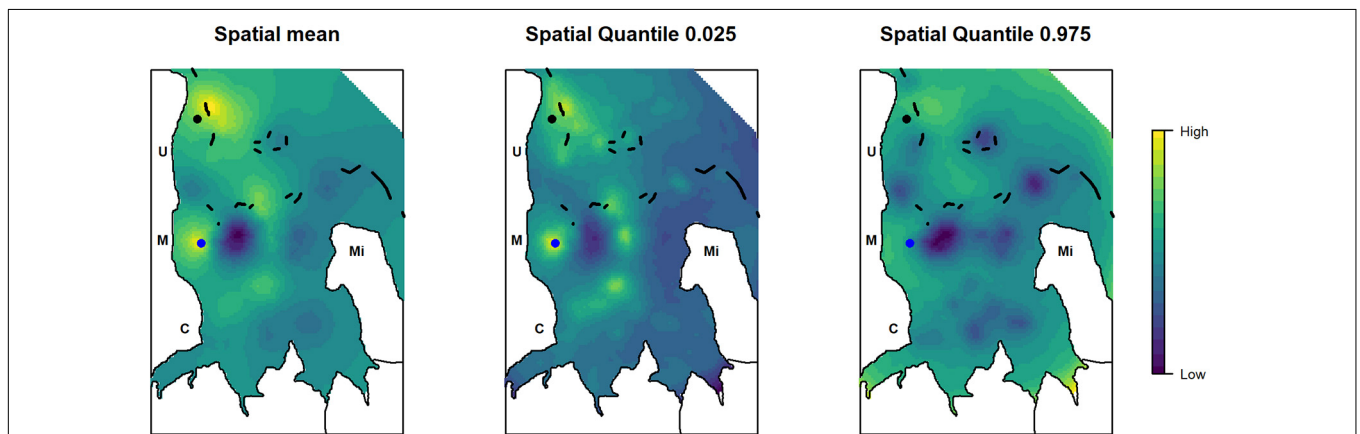 Spatial mean
Spatial Quantile 0.025
Spatial Quantile 0.975
U
M
C
Mi
U
M
C
Mi
U
M
C
Mi
High
Low